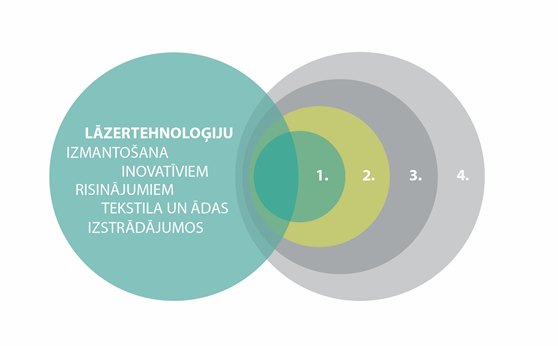 LĀZERTEHNOLOĢIJU
IZMANTOŠANA
INOVATĪVIEM
RISINĀJUMIEM
TEKSTILA UN ĀDAS
IZSTRĀDĀJUMOS
1. 2. 3. 4.